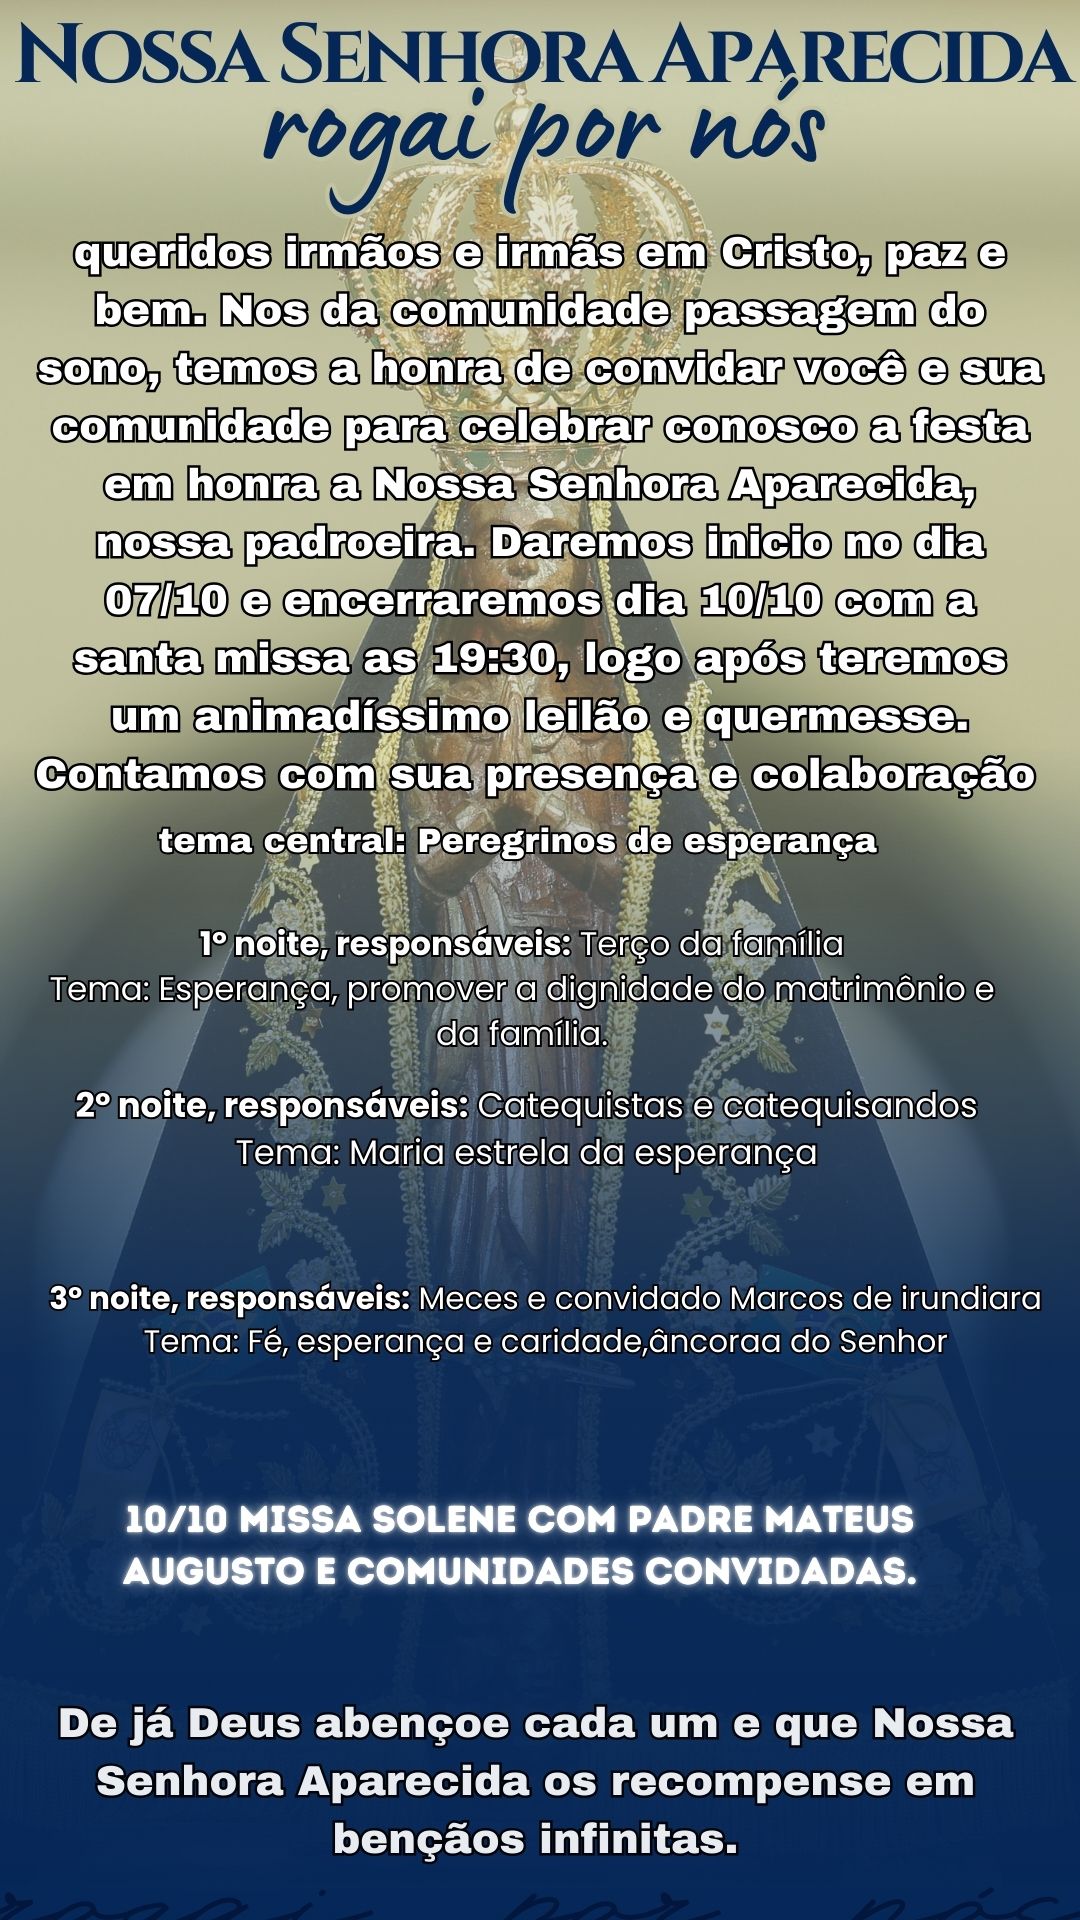 NOSSA SENHORA APARECIDA
rogai por nós
queridos irmãos e irmãs em Cristo, paz e
bem. Nos da comunidade passagem do
sono, temos a honra de convidar você e sua
comunidade para celebrar conosco a festa
em honra a Nossa Senhora Aparecida,
nossa padroeira. Daremos inicio no dia
07/10 e encerraremos dia 10/10 com a
santa missa as 19:30, logo após teremos
um animadíssimo leilão e quermesse.
Contamos com sua presença e colaboração
tema central: Peregrinos de esperança
1º noite, responsáveis: Terço da família
Tema: Esperança, promover a dignidade do matrimônio e
da família.
2º noite, responsáveis: Catequistas e catequisandos
Tema: Maria estrela da esperança
3º noite, responsáveis: Meces e convidado Marcos de irundiara
Tema: Fé, esperança e caridade,âncoraa do Senhor
10/10 MISSA SOLENE COM PADRE MATEUS
AUGUSTO E COMUNIDADES CONVIDADAS.
De já Deus abençoe cada um e que Nossa
Senhora Aparecida os recompense em
bençãos infinitas.
rogai por nós